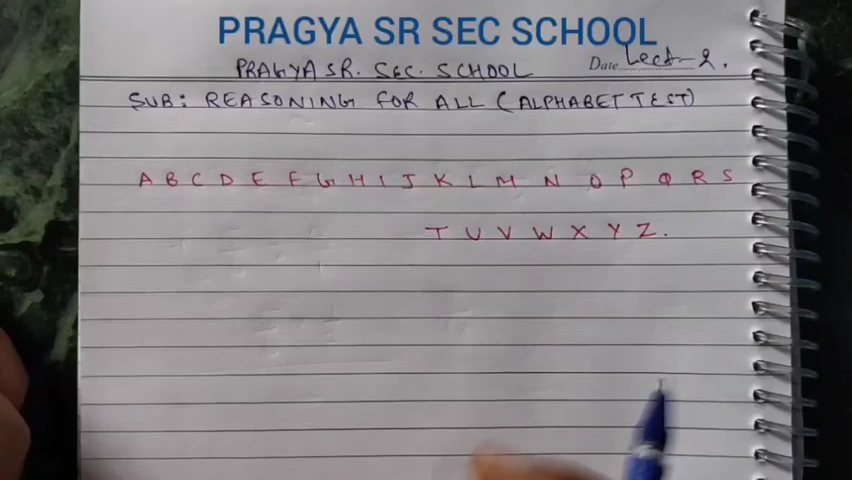 PRAGYA SR SEC SCHOOL
PRAGYA SR. SEC. SCHOOL Date Lect-2.
SUB: REASONING FOR ALL (ALPHABET TEST)
A B C D E F G H I J K L M N O P Q R S
T U V W X Y Z.